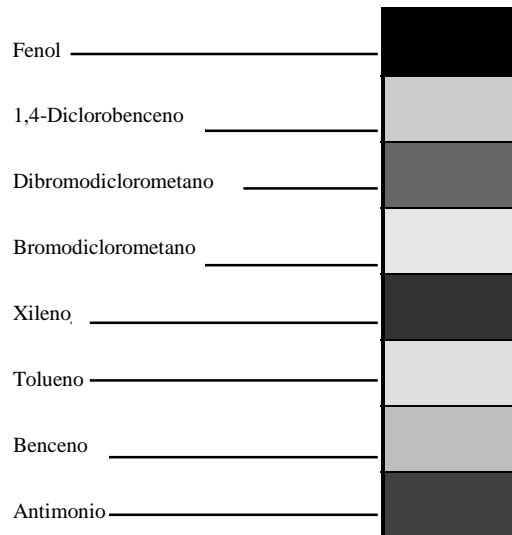 Fenol
1,4-Diclorobenceno
Dibromodiclorometano
Bromodiclorometano
Xileno
Tolueno
Benceno
Antimonio